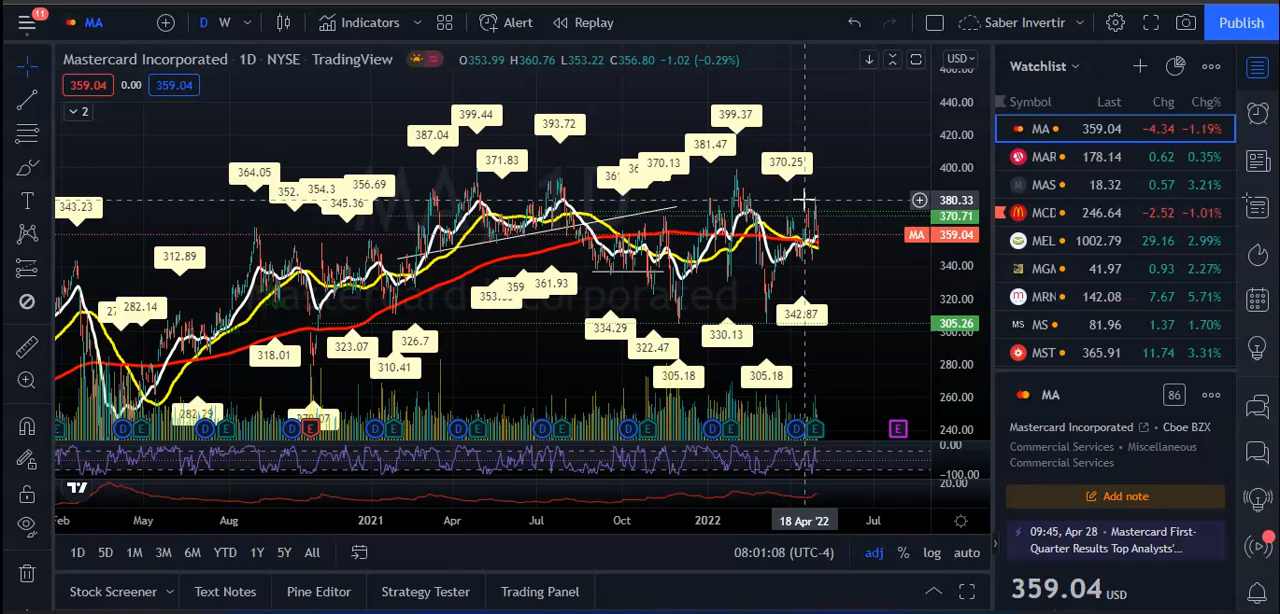 11
MA
D
W
Indicators
Alert
Replay
Saber Invertir
Publish
Mastercard Incorporated · 1D · NYSE
TradingView
O353.99 H360.76 L353.22 C356.80 −1.02 (−0.29%)
USD
359.04
0.00
359.04
2
440.00
420.00
400.00
380.33
370.71
MA
359.04
340.00
320.00
305.26
280.00
260.00
240.00
0.00
−100.00
20.00
343.23
282.14
312.89
364.05
354.3
345.36
356.69
387.04
399.44
371.83
393.72
370.13
381.47
399.37
370.25
318.01
323.07
310.41
326.7
361.93
334.29
322.47
305.18
330.13
305.18
342.87
Mastercard Incorporated
D
E
May
Aug
2021
Apr
Jul
Oct
2022
18 Apr '22
Jul
1D
5D
1M
3M
6M
YTD
1Y
5Y
All
08:01:08 (UTC-4)
adj
%
log
auto
Stock Screener
Text Notes
Pine Editor
Strategy Tester
Trading Panel
Watchlist
Symbol Last Chg Chg%
MA 359.04 −4.34 −1.19%
MAR 178.14 0.62 0.35%
MAS 18.32 0.57 3.21%
MCD 246.64 −2.52 −1.01%
MEL 1002.79 29.16 2.99%
MGM 41.97 0.93 2.27%
MRN 142.08 7.67 5.71%
MS MS 81.96 1.37 1.70%
MST 365.91 11.74 3.31%
MA
86
Mastercard Incorporated • Cboe BZX
Commercial Services • Miscellaneous
Commercial Services
Add note
09:45, Apr 28 • Mastercard First-
Quarter Results Top Analysts'...
359.04 USD